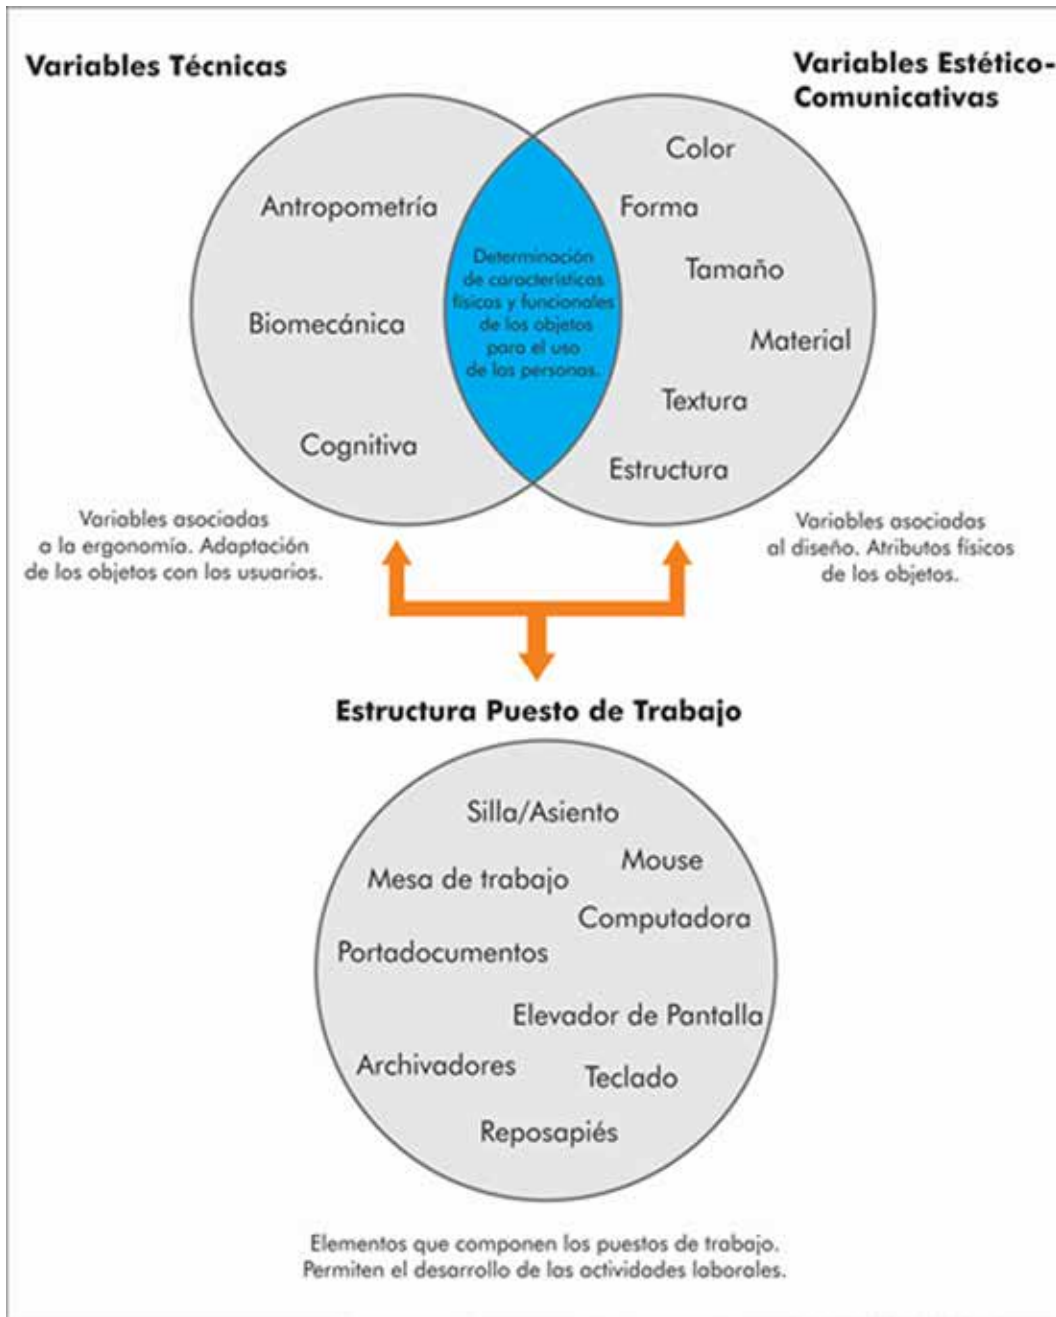 Variables Técnicas
Variables Estético-
Comunicativas
Antropometría
Biomecánica
Cognitiva
Determinación
de características
físicas y funcionales
de los objetos
para el uso
de las personas.
Color
Forma
Tamaño
Material
Textura
Estructura
Variables asociadas
a la ergonomía. Adaptación
de los objetos con los usuarios.
Variables asociadas
al diseño. Atributos físicos
de los objetos.
Estructura Puesto de Trabajo
Silla/Asiento
Mouse
Mesa de trabajo
Computadora
Portadocumentos
Elevador de Pantalla
Archivadores
Teclado
Reposapiés
Elementos que componen los puestos de trabajo.
Permiten el desarrollo de las actividades laborales.